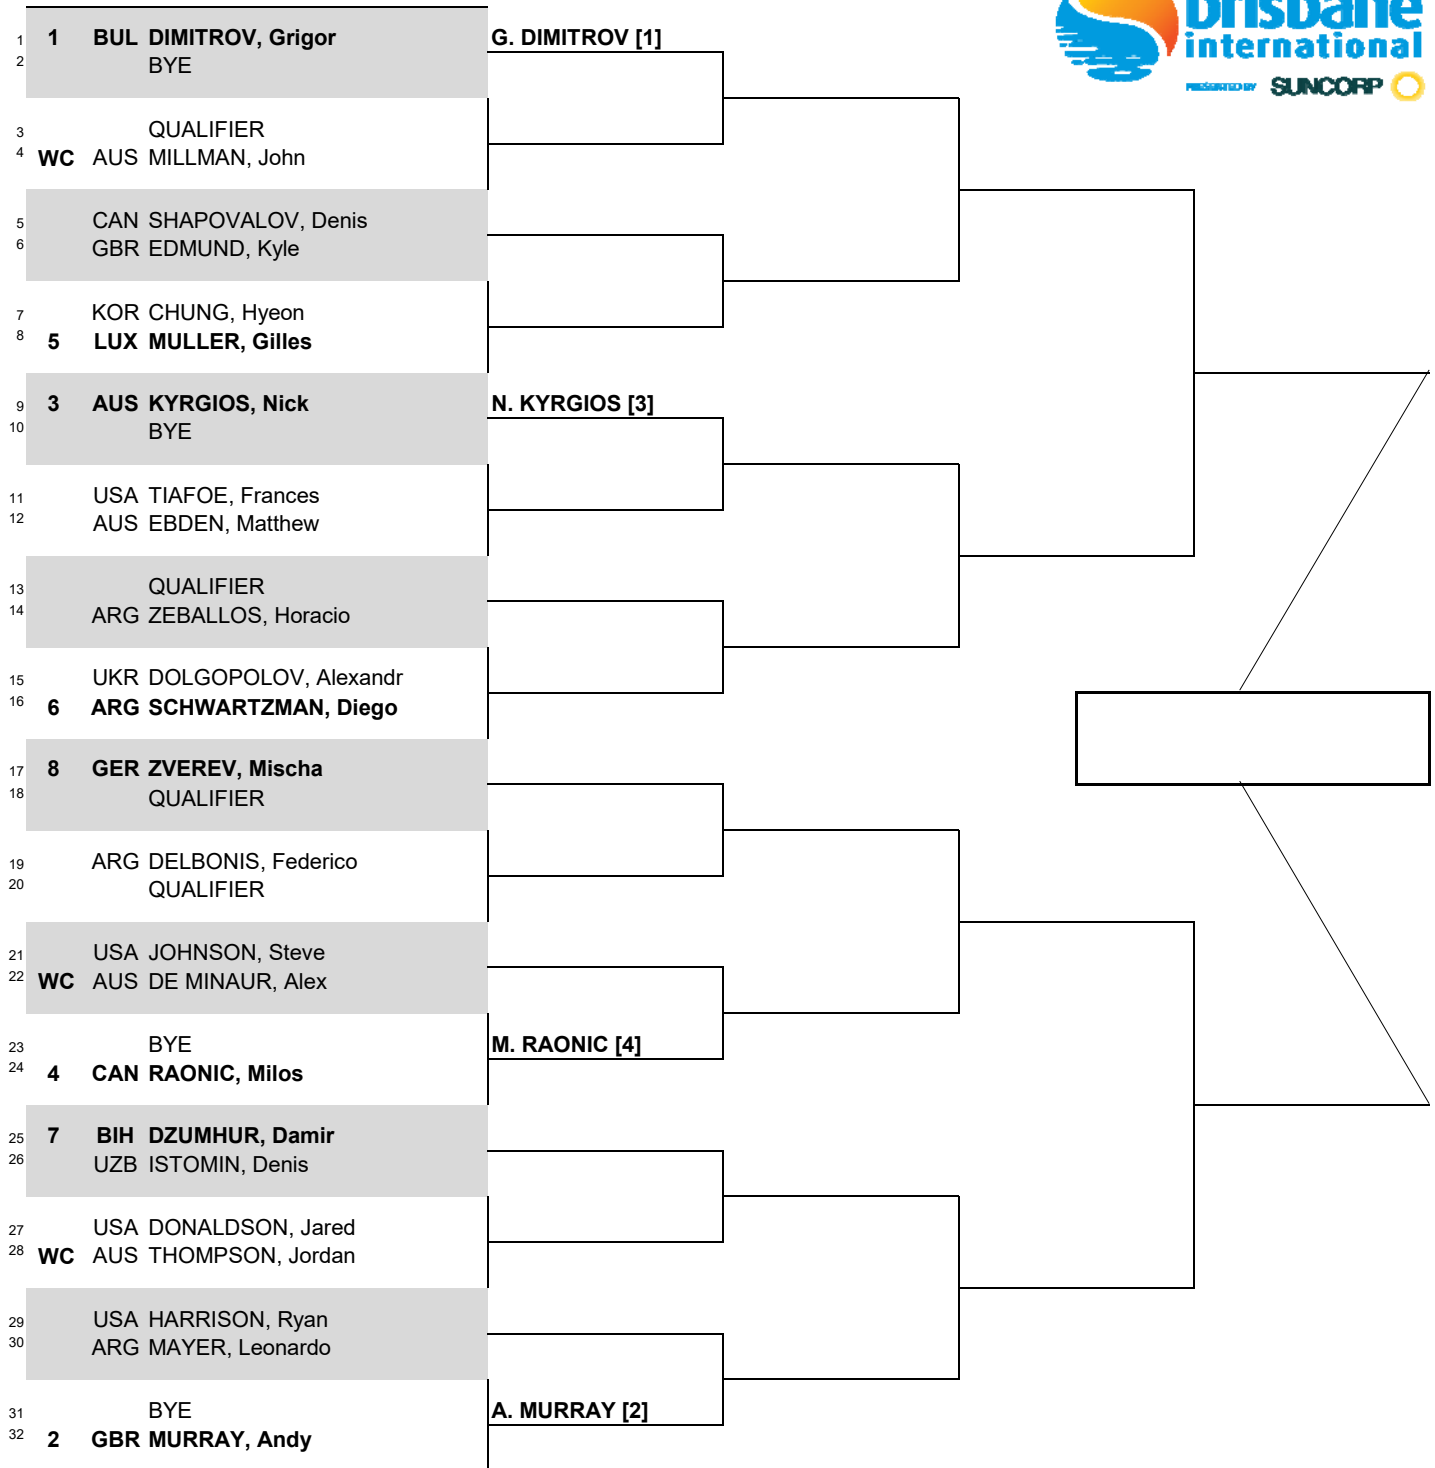 brisbane
international
PRESENTED BY SUNCORP
1 1 BUL DIMITROV, Grigor G. DIMITROV [1]
2 BYE
3 QUALIFIER
4 WC AUS MILLMAN, John
5 CAN SHAPOVALOV, Denis
6 GBR EDMUND, Kyle
7 KOR CHUNG, Hyeon
8 5 LUX MULLER, Gilles
9 3 AUS KYRGIOS, Nick N. KYRGIOS [3]
10 BYE
11 USA TIAFOE, Frances
12 AUS EBDEN, Matthew
13 QUALIFIER
14 ARG ZEBALLOS, Horacio
15 UKR DOLGOPOLOV, Alexandr
16 6 ARG SCHWARTZMAN, Diego
17 8 GER ZVEREV, Mischa
18 QUALIFIER
19 ARG DELBONIS, Federico
20 QUALIFIER
21 USA JOHNSON, Steve
22 WC AUS DE MINAUR, Alex
23 BYE M. RAONIC [4]
24 4 CAN RAONIC, Milos
25 7 BIH DZUMHUR, Damir
26 UZB ISTOMIN, Denis
27 USA DONALDSON, Jared
28 WC AUS THOMPSON, Jordan
29 USA HARRISON, Ryan
30 ARG MAYER, Leonardo
31 BYE A. MURRAY [2]
32 2 GBR MURRAY, Andy